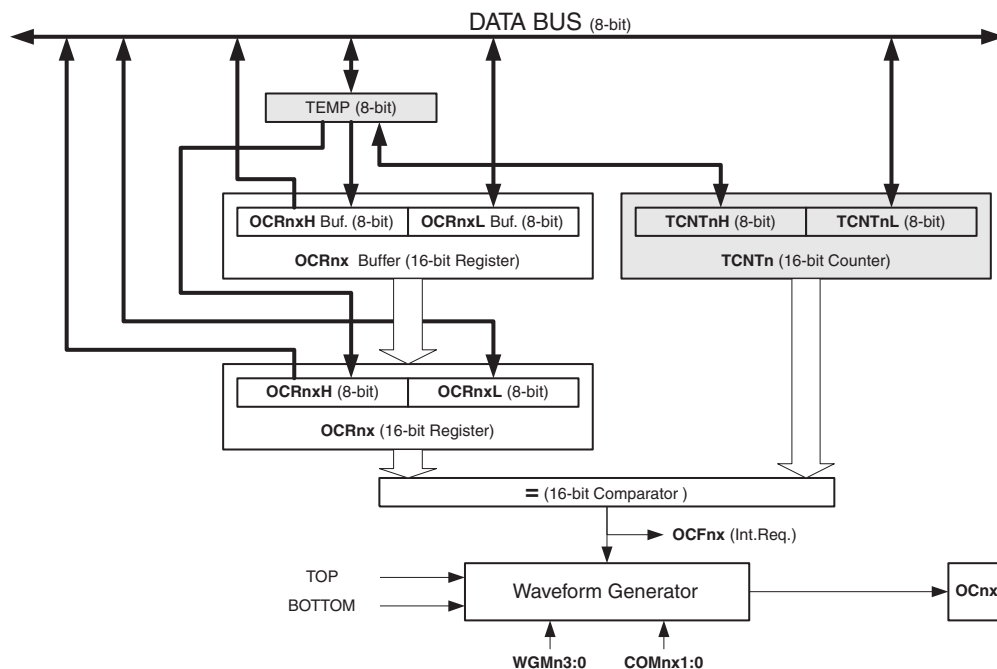 DATA BUS (8-bit)
TEMP (8-bit)
OCRnxH Buf. (8-bit) OCRnxL Buf. (8-bit)
OCRnx Buffer (16-bit Register)
TCNTnH (8-bit) TCNTnL (8-bit)
TCNTn (16-bit Counter)
OCRnxH (8-bit) OCRnxL (8-bit)
OCRnx (16-bit Register)
= (16-bit Comparator )
OCFnx (Int.Req.)
TOP
BOTTOM
Waveform Generator
OCnx
WGMn3:0 COMnx1:0